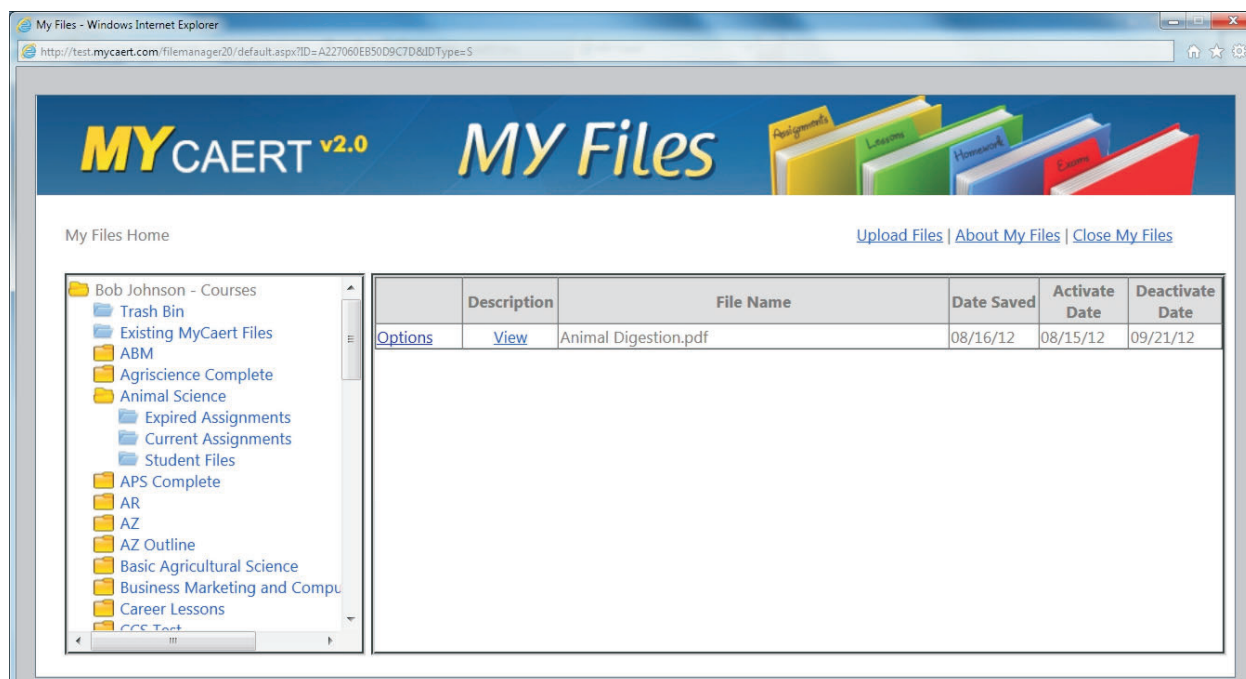 My Files - Windows Internet Explorer
http://test.mycaert.com/filemanager20/default.aspx?ID=A227060EB50D9C7D&IDType=S
MYCAERT v2.0
MY Files
Assignments
Lessons
Homework
Exams
My Files Home
Upload Files | About My Files | Close My Files
Bob Johnson - Courses
Trash Bin
Existing MyCaert Files
ABM
Agriscience Complete
Animal Science
Expired Assignments
Current Assignments
Student Files
APS Complete
AR
AZ
AZ Outline
Basic Agricultural Science
Business Marketing and Compu
Career Lessons
CCS Test
Description File Name Date Saved Activate Date Deactivate Date
Options View Animal Digestion.pdf 08/16/12 08/15/12 09/21/12